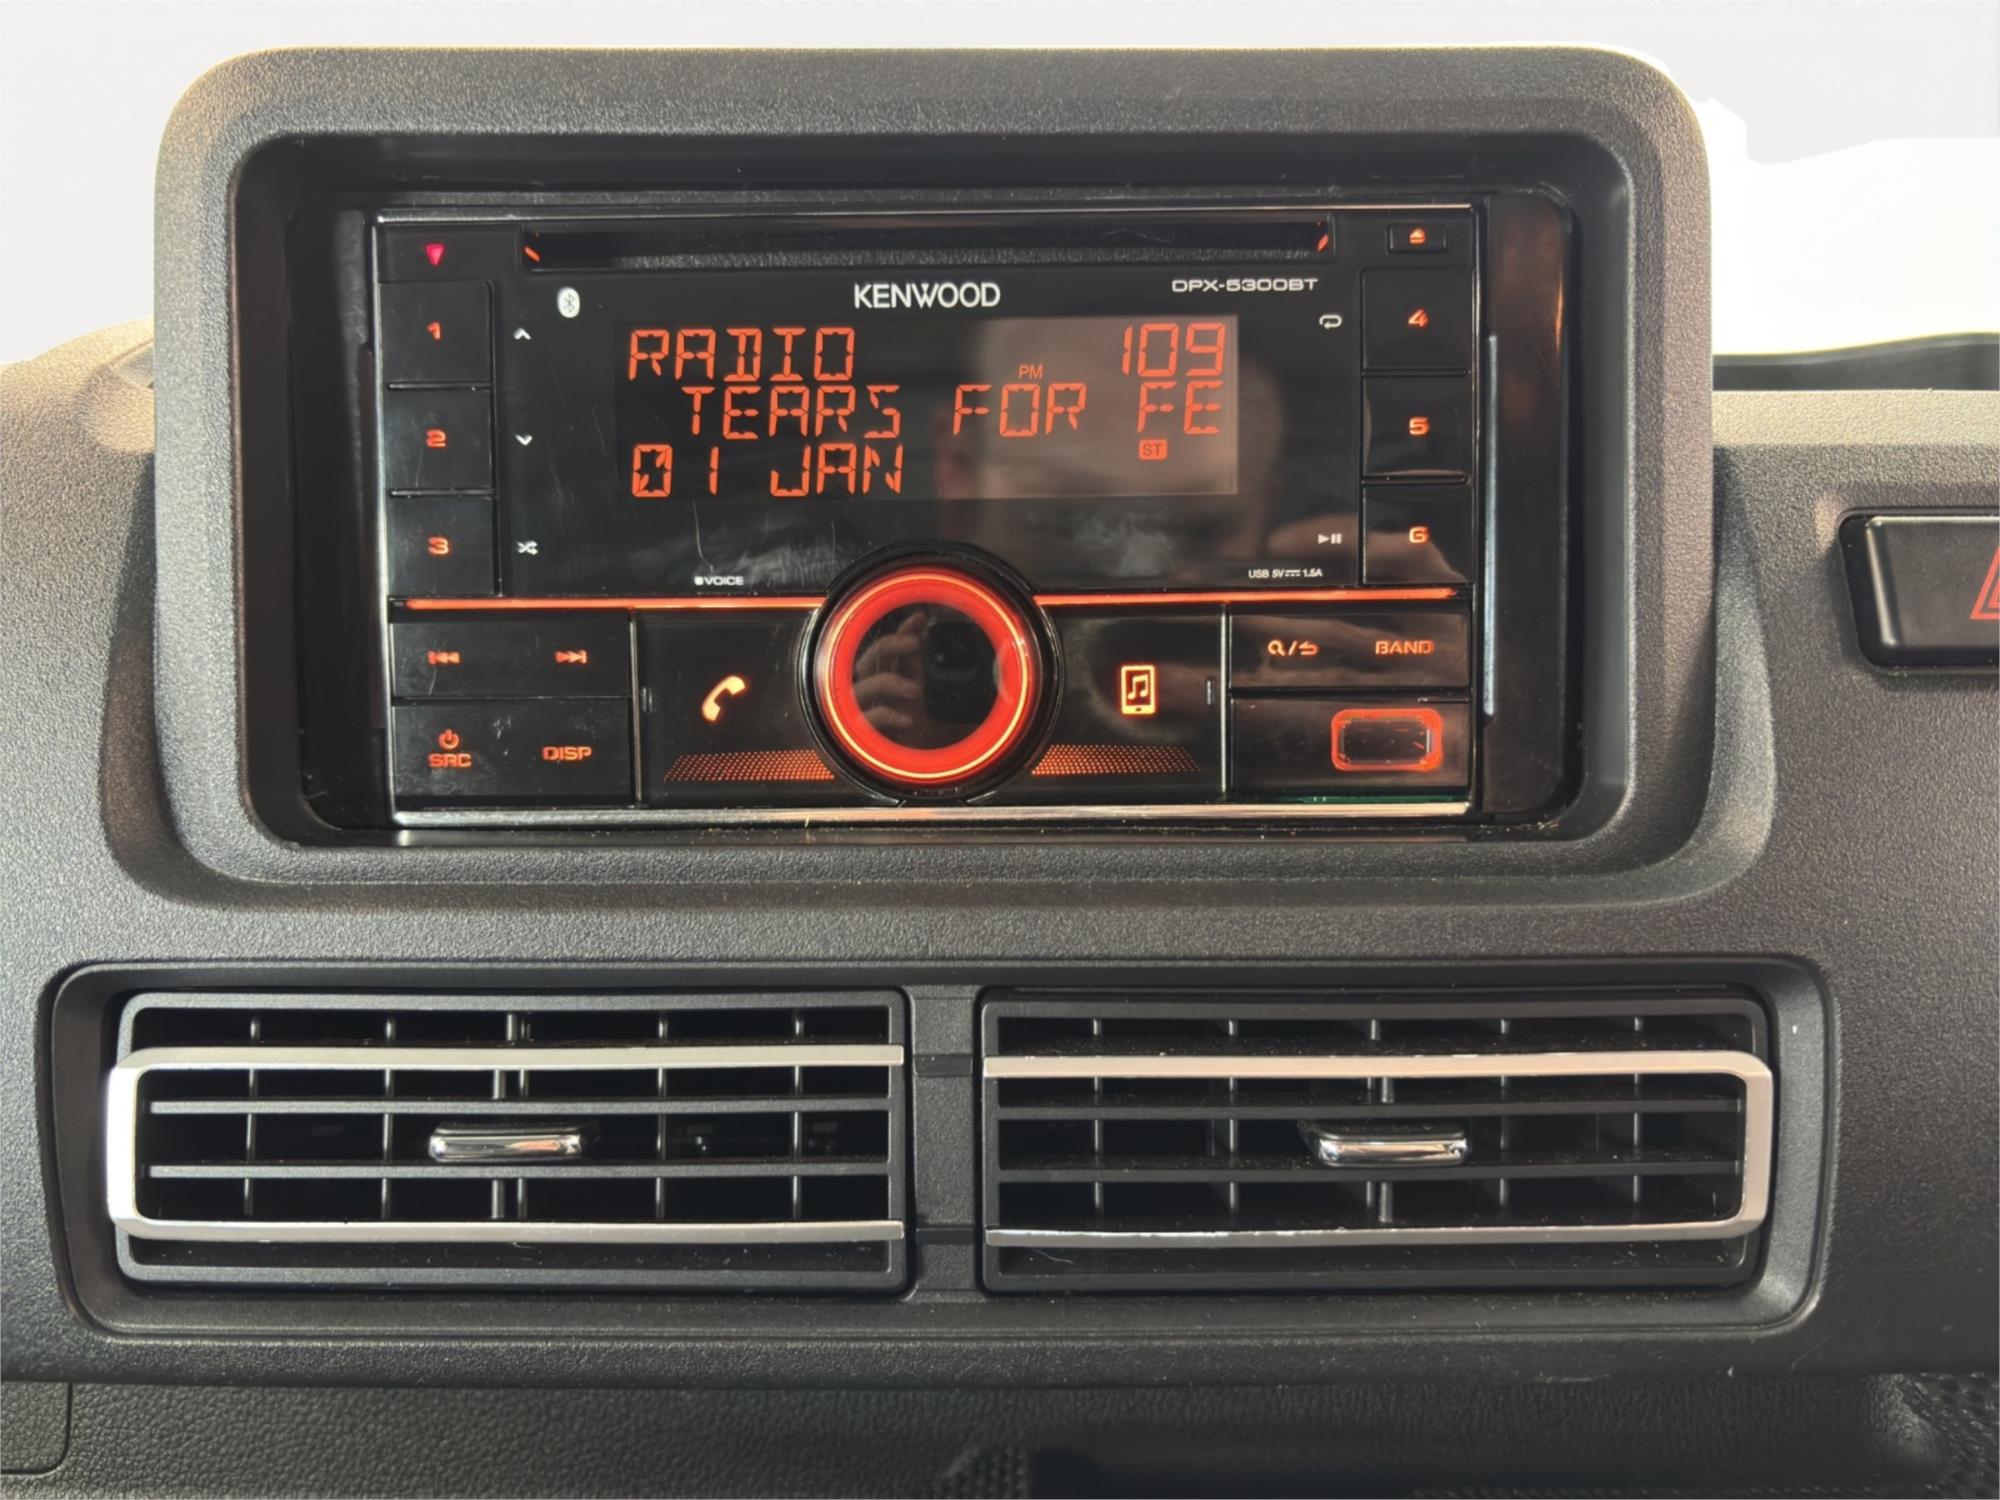 KENWOOD
DPX-5300BT
RADIO 109
PM
TEARS FOR FE
ST
01 JAN
1
2
3
4
5
6
VOICE
USB 5V 1.5A
BAND
SRC
DISP